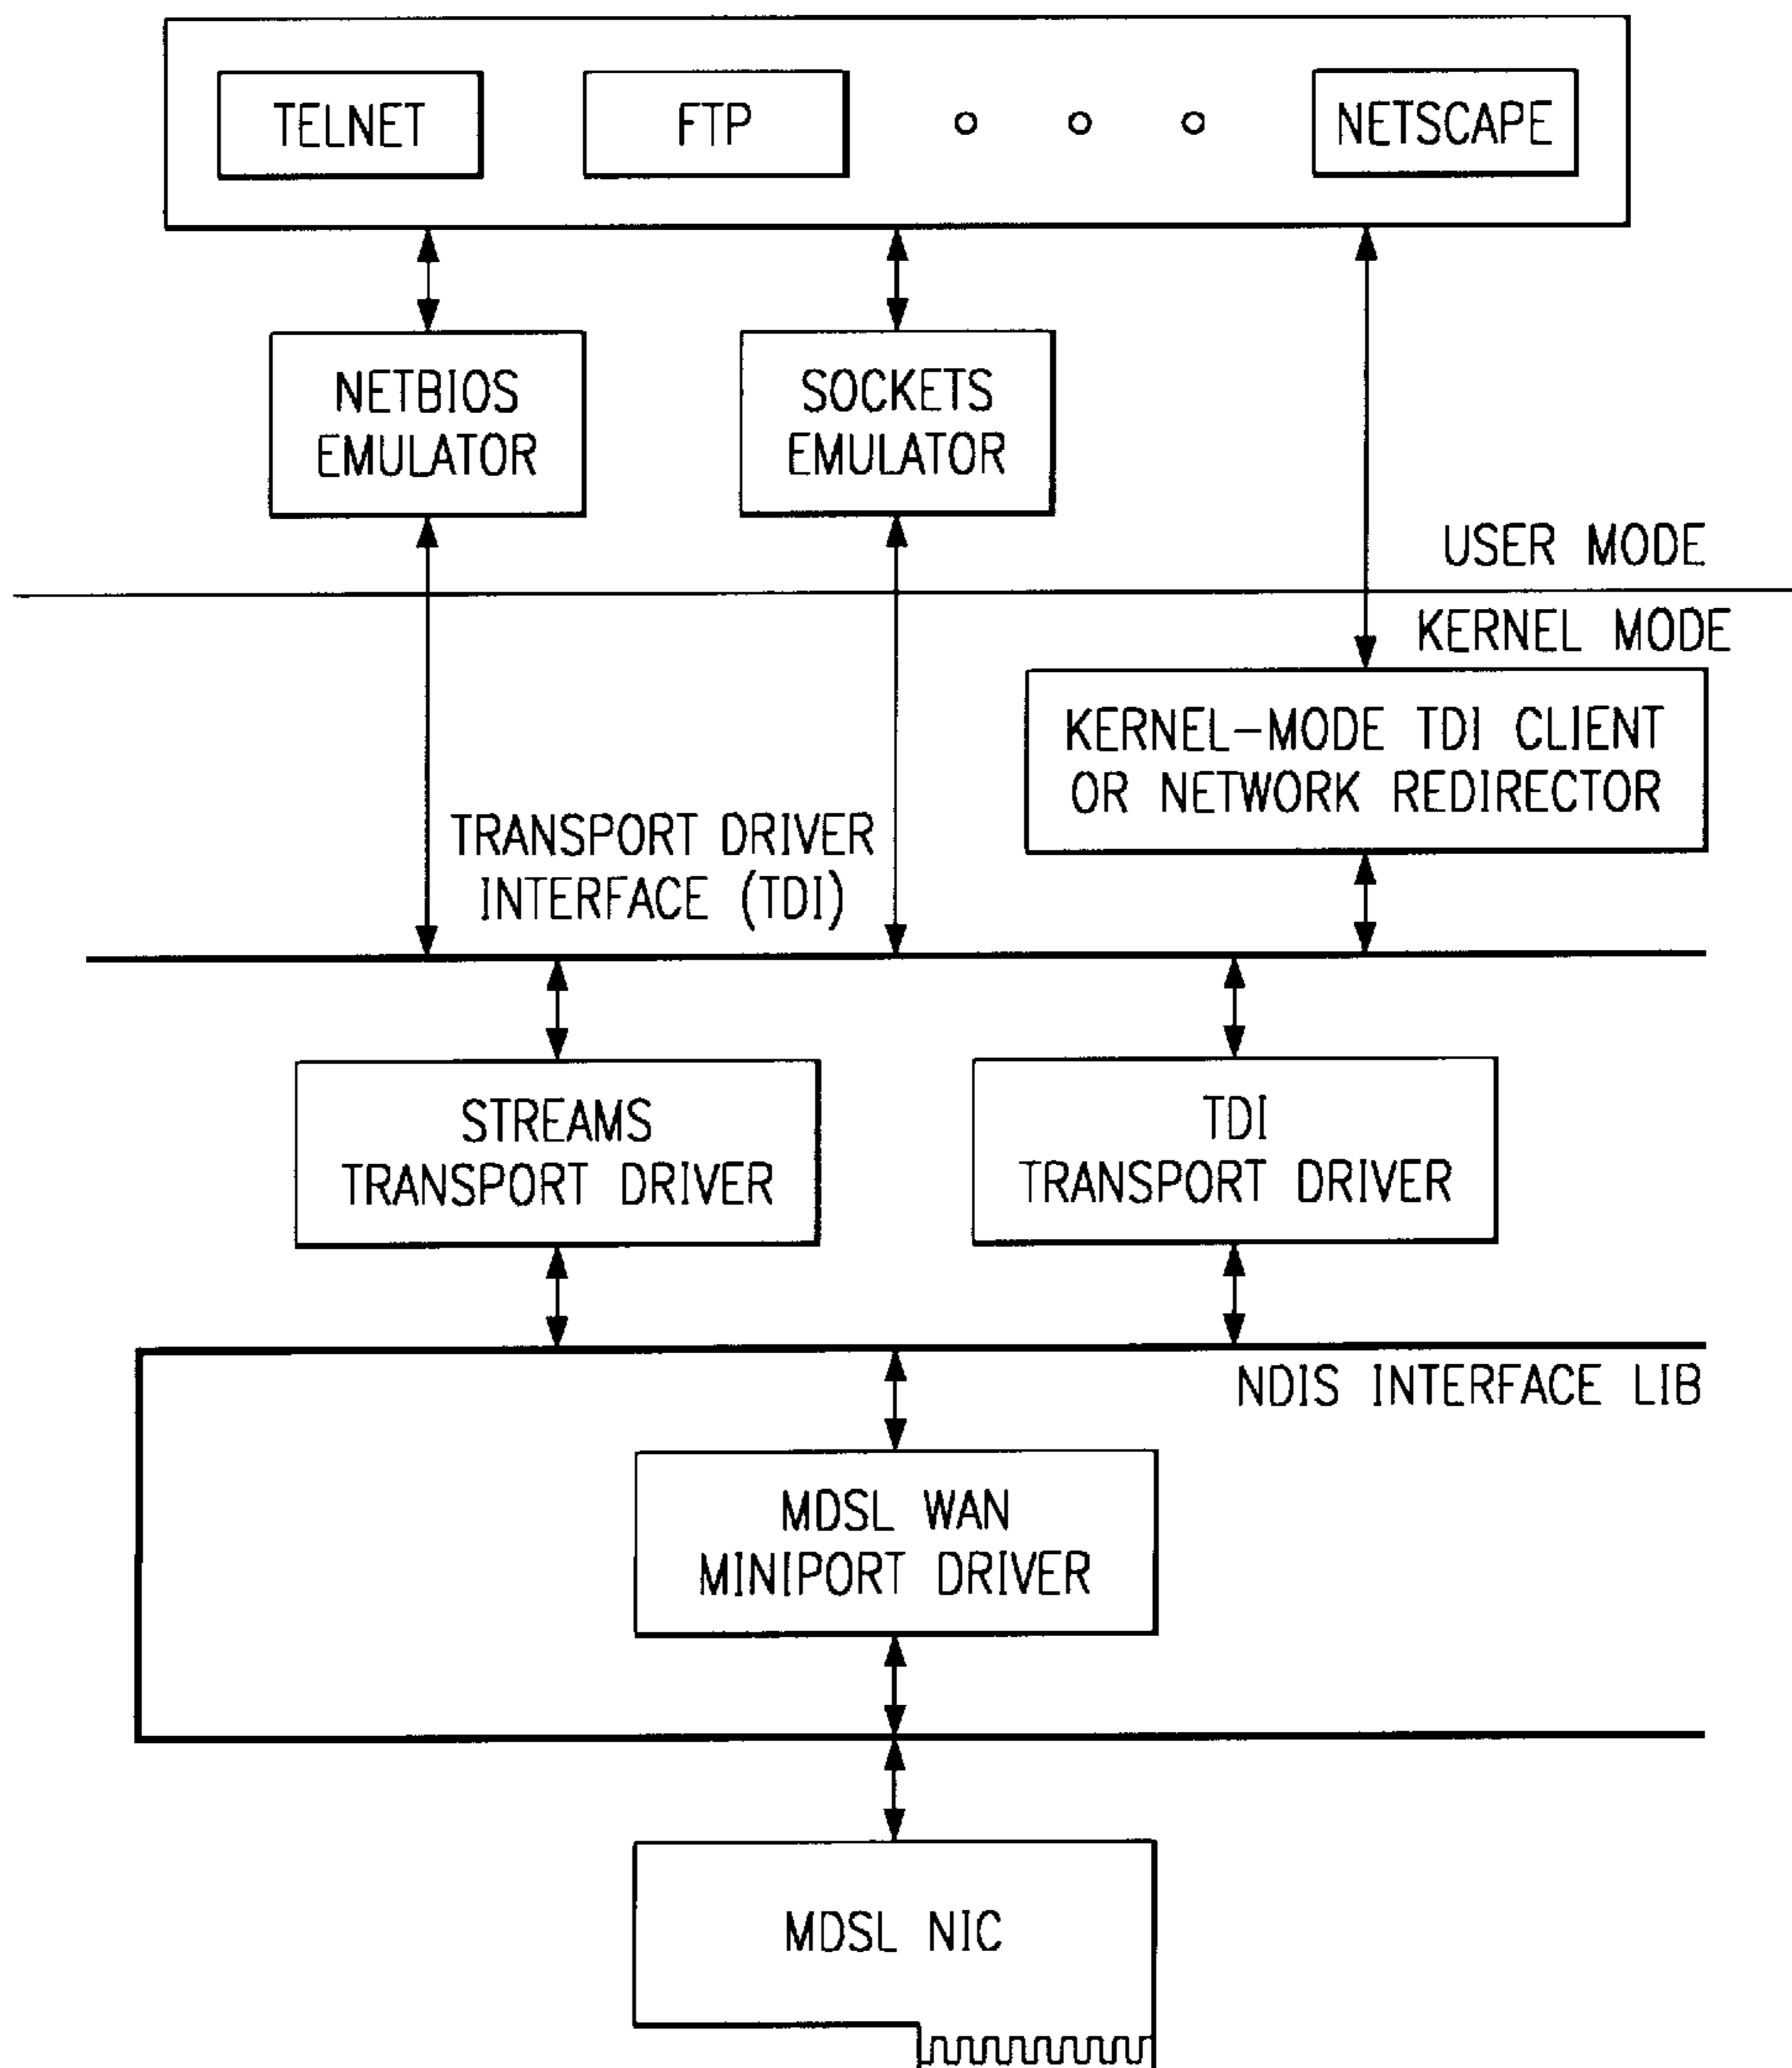 TELNET
FTP
NETSCAPE
NETBIOS
EMULATOR
SOCKETS
EMULATOR
USER MODE
KERNEL MODE
KERNEL-MODE TDI CLIENT
OR NETWORK REDIRECTOR
TRANSPORT DRIVER
INTERFACE (TDI)
STREAMS
TRANSPORT DRIVER
TDI
TRANSPORT DRIVER
NDIS INTERFACE LIB
MDSL WAN
MINIPORT DRIVER
MDSL NIC